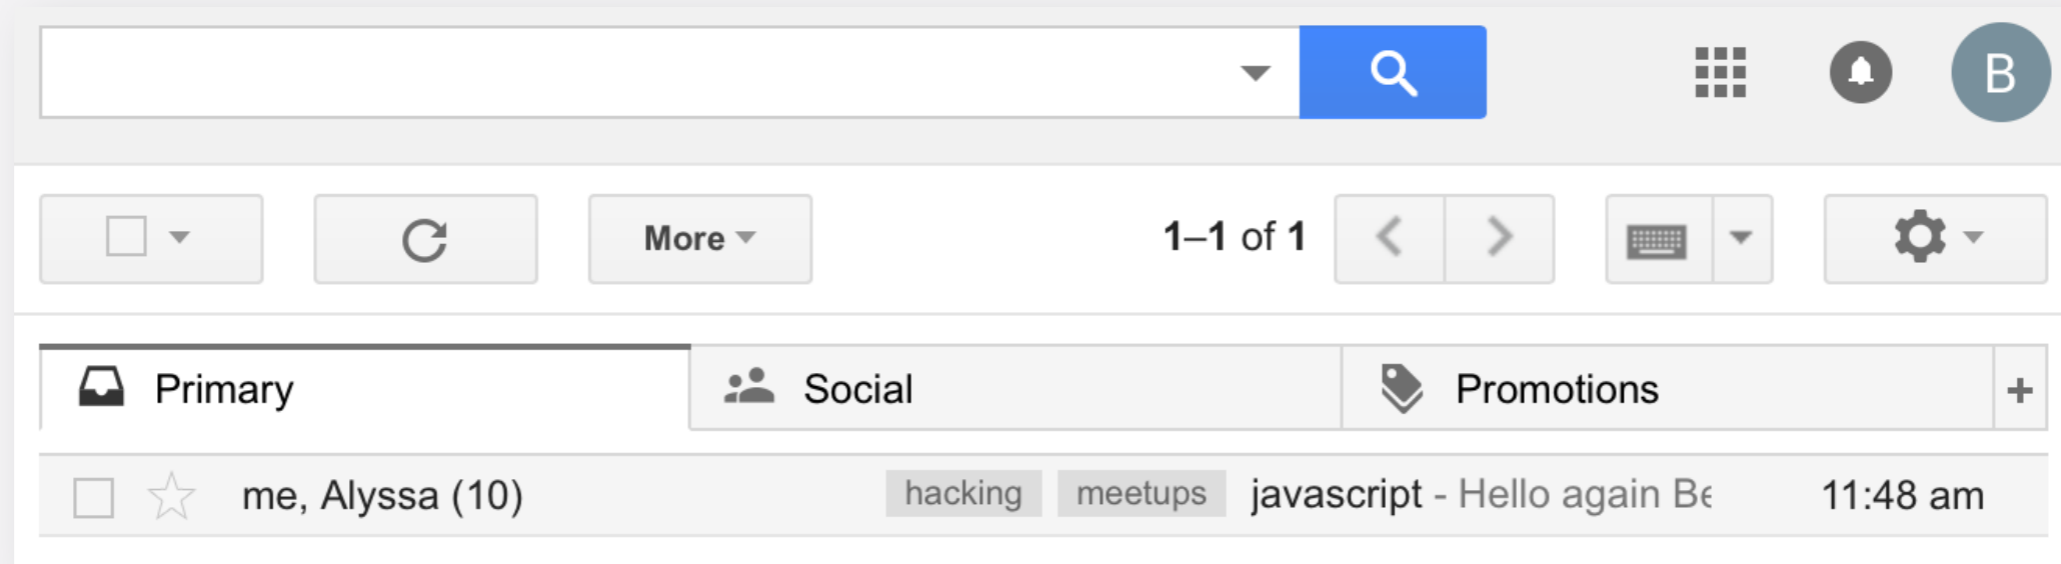 B
More 1–1 of 1
Primary Social Promotions +
me, Alyssa (10) hacking meetups javascript - Hello again Be 11:48 am